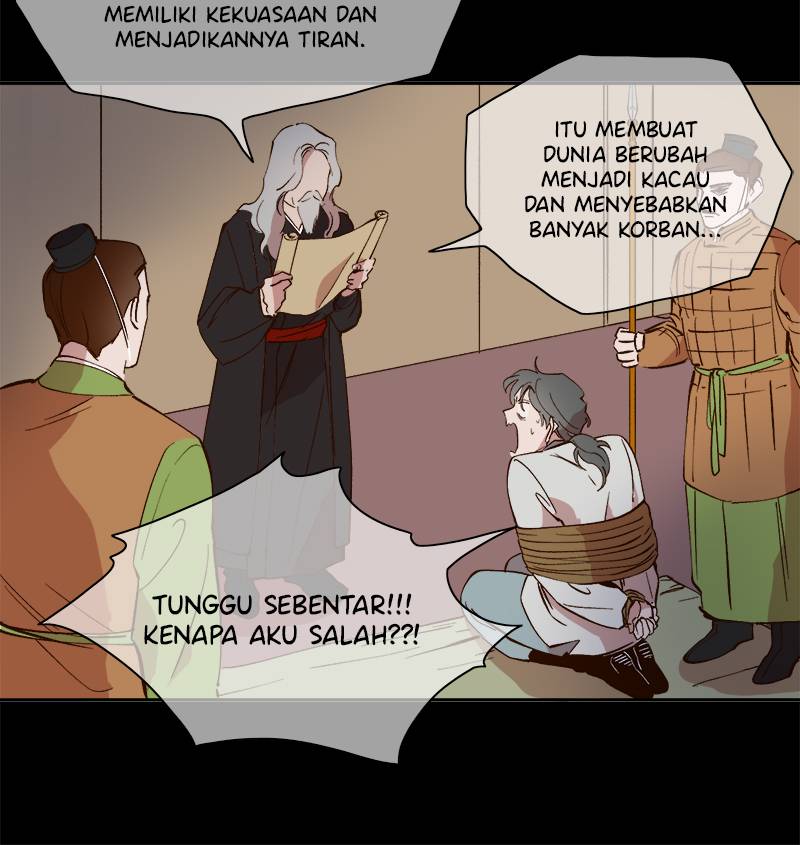 MEMILIKI KEKUASAAN DAN
MENJADIKANNYA TIRAN.
ITU MEMBUAT
DUNIA BERUBAH
MENJADI KACAU
DAN MENYEBABKAN
BANYAK KORBAN...
TUNGGU SEBENTAR!!!
KENAPA AKU SALAH??!